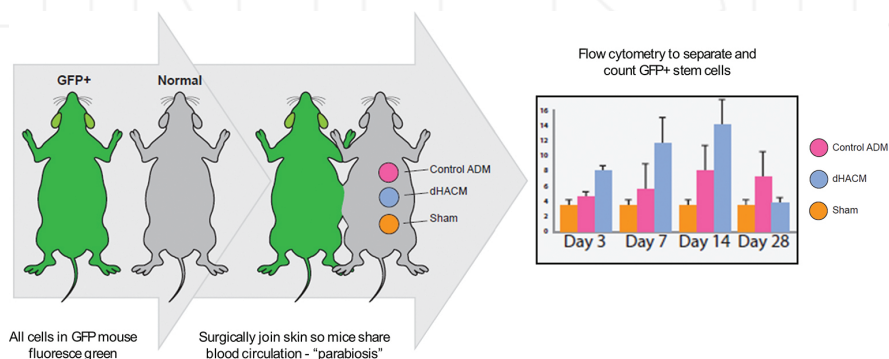 GFP+
Normal
Control ADM
dHACM
Sham
All cells in GFP mouse
fluoresce green
Surgically join skin so mice share
blood circulation - “parabiosis”
Flow cytometry to separate and
count GFP+ stem cells
16
14
12
10
8
6
4
2
0
Day 3 Day 7 Day 14 Day 28
Control ADM
dHACM
Sham